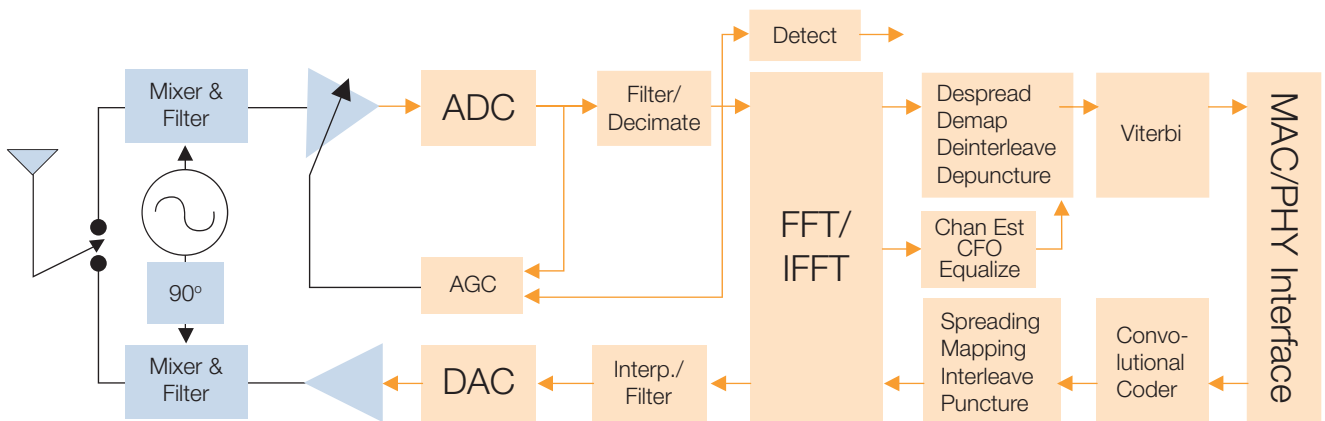 Detect
Mixer &
Filter
ADC
Filter/
Decimate
FFT/
IFFT
Despread
Demap
Deinterleave
Depuncture
Viterbi
MAC/PHY Interface
Chan Est
CFO
Equalize
90º
AGC
Mixer &
Filter
DAC
Interp./
Filter
Spreading
Mapping
Interleave
Puncture
Convo-
lutional
Coder